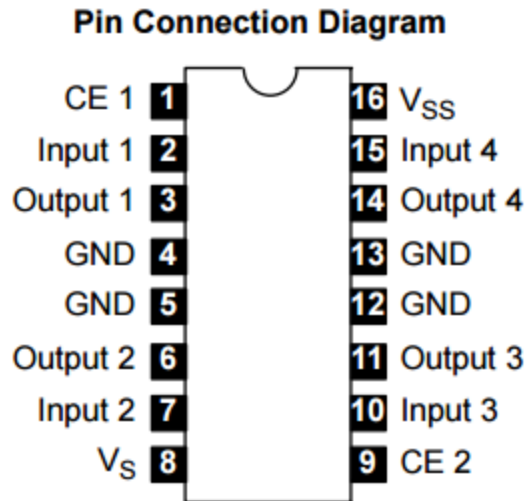 Pin Connection Diagram
CE 1 1 16 VSS
Input 1 2 15 Input 4
Output 1 3 14 Output 4
GND 4 13 GND
GND 5 12 GND
Output 2 6 11 Output 3
Input 2 7 10 Input 3
VS 8 9 CE 2